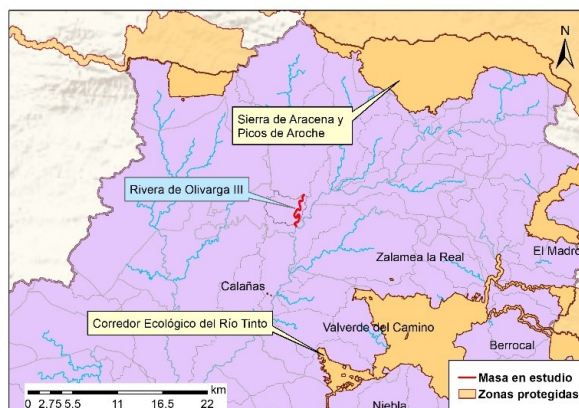 N
Sierra de Aracena y
Picos de Aroche
Rivera de Olivarga III
Zalamea la Real
El Madro
Calañas
Corredor Ecológico del Río Tinto
Valverde del Camino
Berrocal
Niebla
km
0 2.75 5.5 11 16.5 22
Masa en estudio
Zonas protegidas